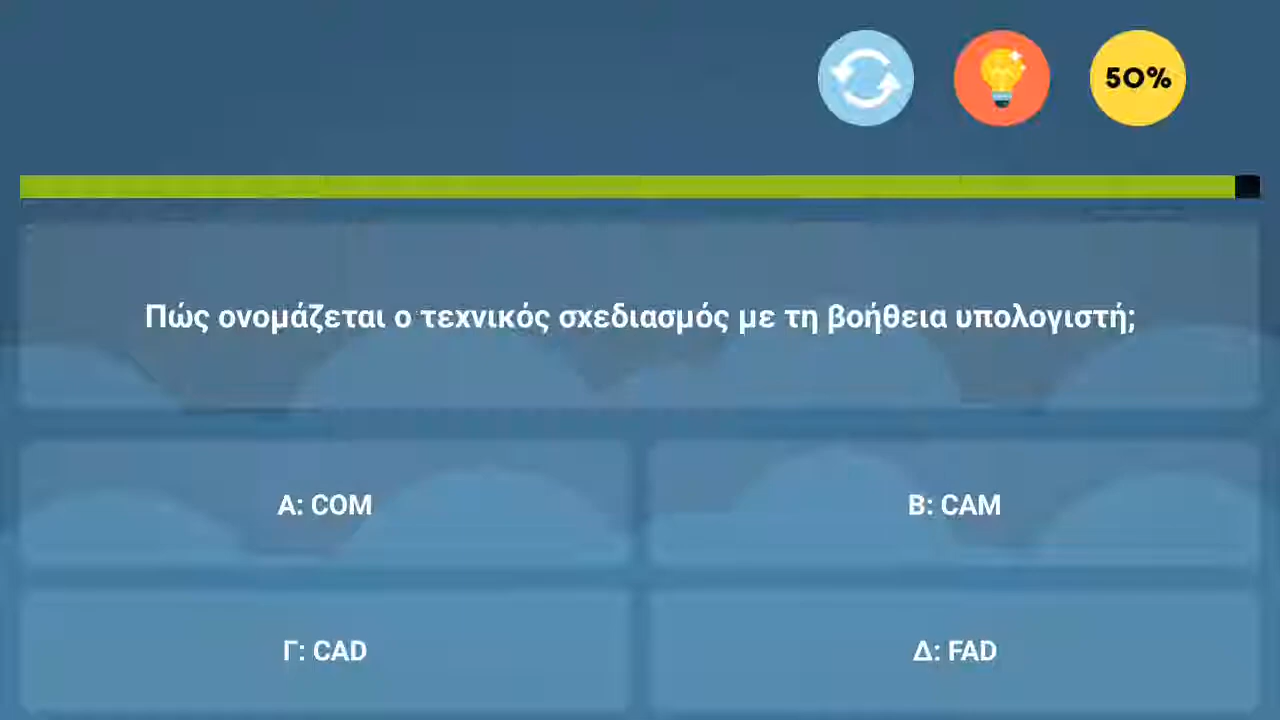 50%
Πώς ονομάζεται ο τεχνικός σχεδιασμός με τη βοήθεια υπολογιστή;
Α: COM
Β: CAM
Γ: CAD
Δ: FAD